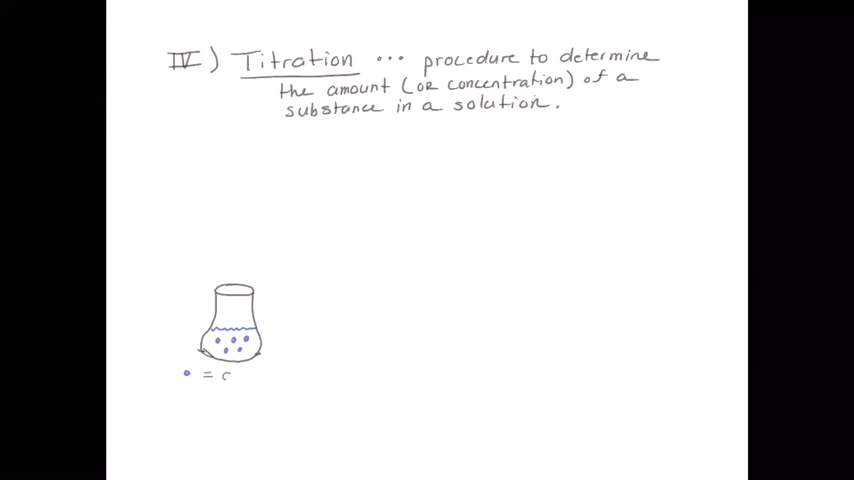 IV) Titration ... procedure to determine
the amount (OR concentration) of a
substance in a solution.
• = c